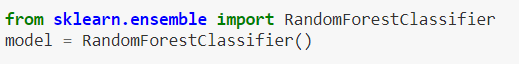 from sklearn.ensemble import RandomForestClassifier
model = RandomForestClassifier()